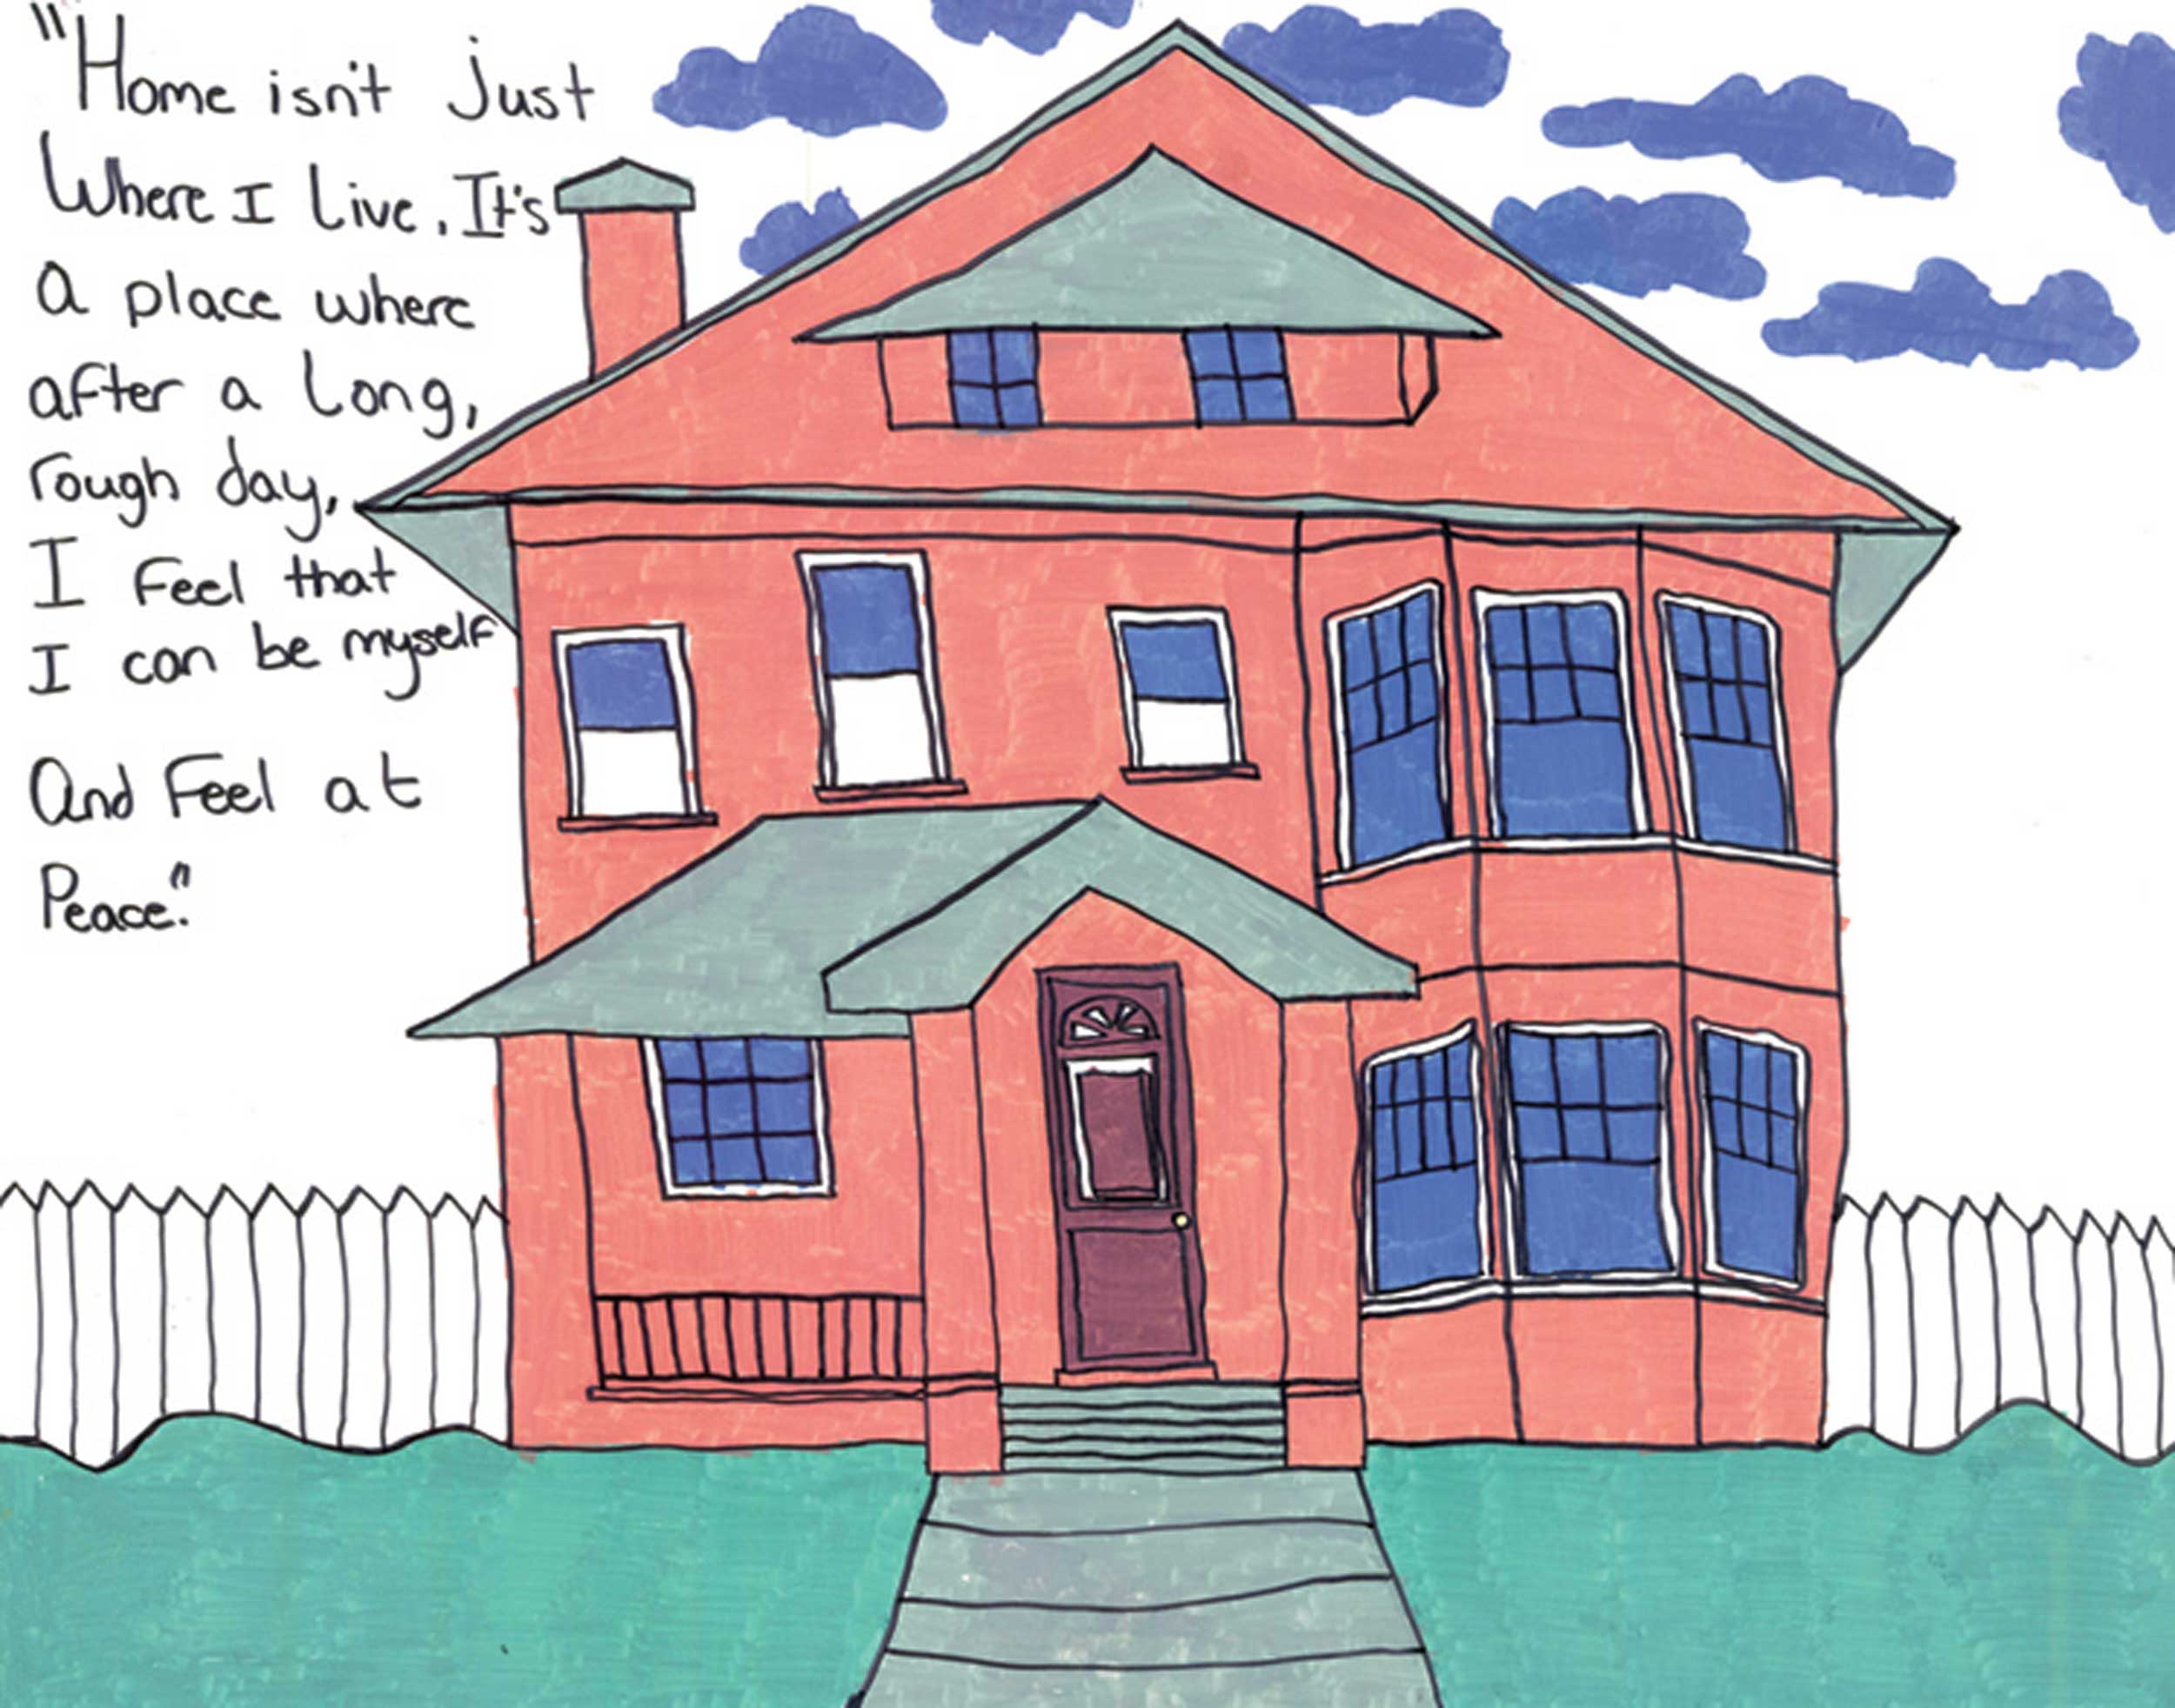 "Home isn't just
Where I live. It's
a place where
after a long,
rough day,
I feel that
I can be myself
And Feel at
Peace."